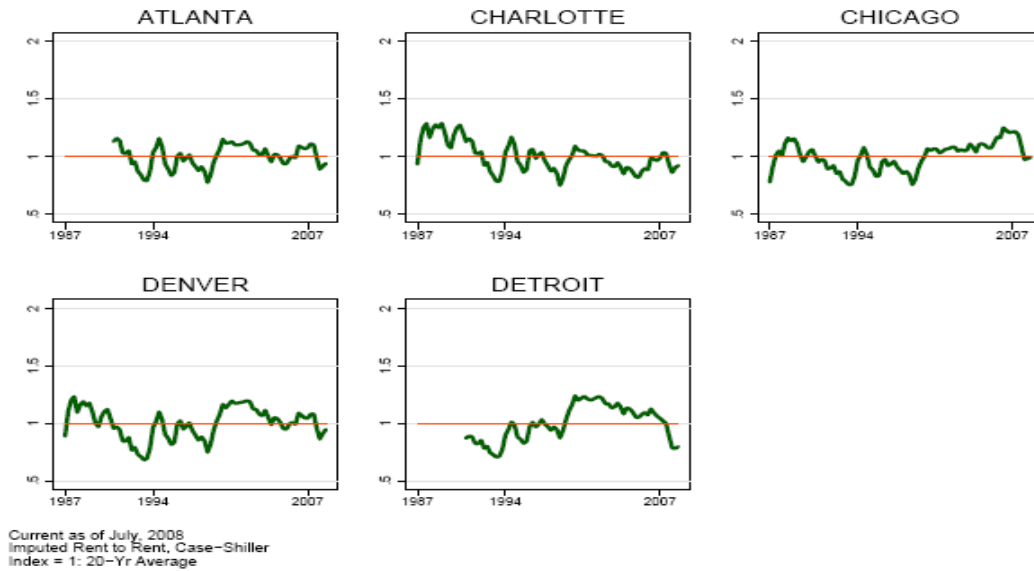 ATLANTA
2
1.5
1
.5
1987 1994 2007
CHARLOTTE
2
1.5
1
.5
1987 1994 2007
CHICAGO
2
1.5
1
.5
1987 1994 2007
DENVER
2
1.5
1
.5
1987 1994 2007
DETROIT
2
1.5
1
.5
1987 1994 2007
Current as of July, 2008
Imputed Rent to Rent, Case-Shiller
Index = 1: 20-Yr Average